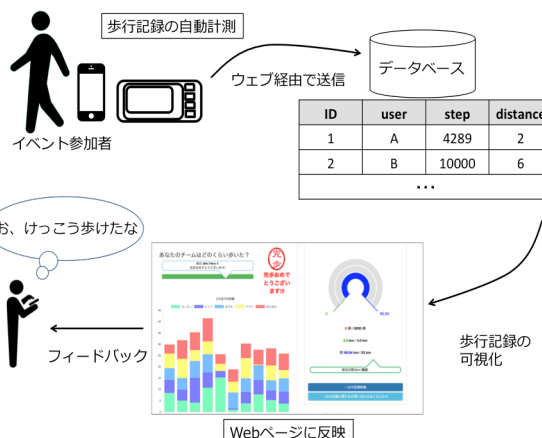 歩行記録の自動計測
イベント参加者
ウェブ経由で送信
データベース
ID user step distance
1 A 4289 2
2 B 10000 6
...
お、けっこう歩けたな
あなたのチームはどのくらい歩いた？
完歩
完歩おめで
とうござい
ます!!
フィードバック
歩行記録の
可視化
Webページに反映